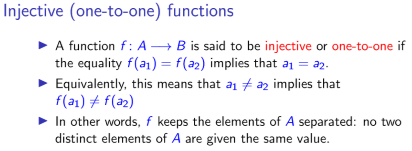 Injective (one-to-one) functions
▶ A function f : A ⟶ B is said to be injective or one-to-one if
the equality f(a₁) = f(a₂) implies that a₁ = a₂.
▶ Equivalently, this means that a₁ ≠ a₂ implies that
f(a₁) ≠ f(a₂)
▶ In other words, f keeps the elements of A separated: no two
distinct elements of A are given the same value.